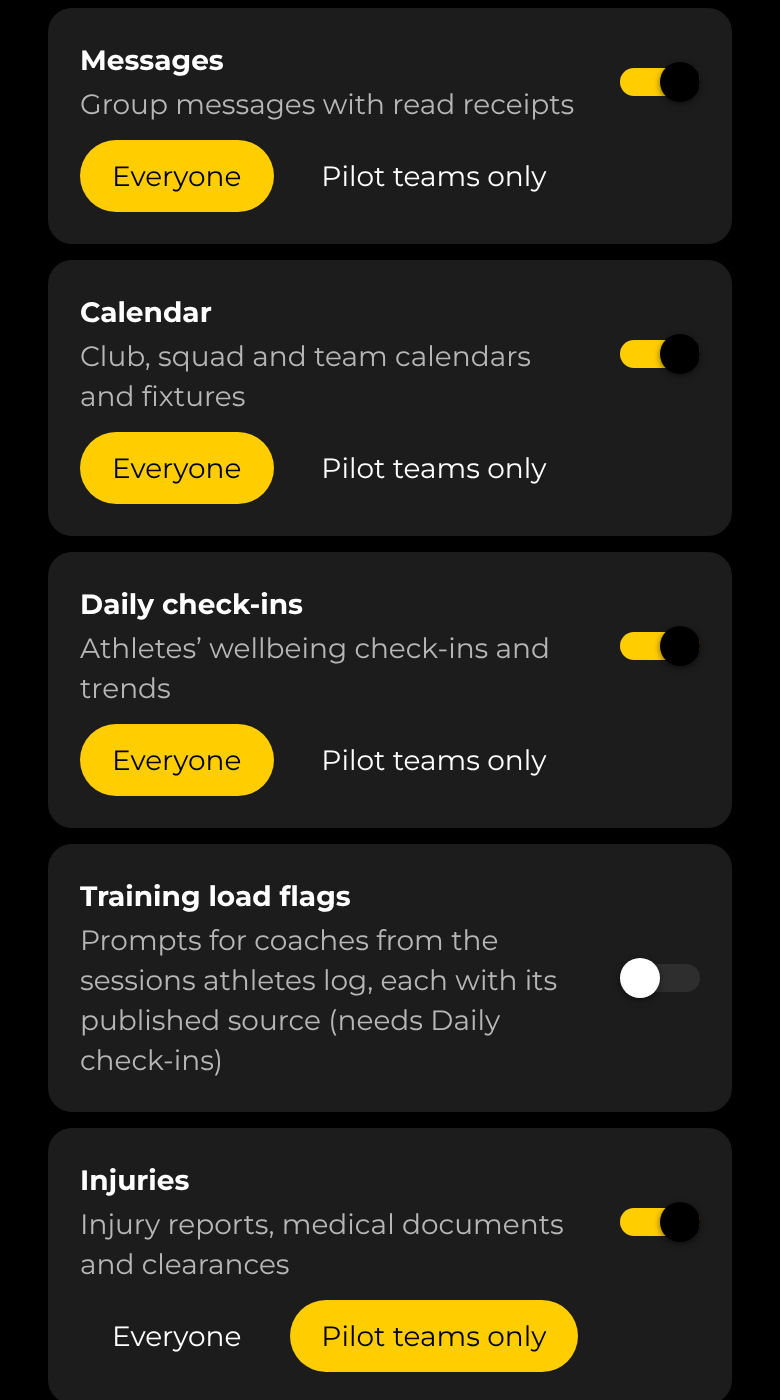 Messages
Group messages with read receipts
Everyone
Pilot teams only
Calendar
Club, squad and team calendars
and fixtures
Everyone
Pilot teams only
Daily check-ins
Athletes’ wellbeing check-ins and
trends
Everyone
Pilot teams only
Training load flags
Prompts for coaches from the
sessions athletes log, each with its
published source (needs Daily
check-ins)
Injuries
Injury reports, medical documents
and clearances
Everyone
Pilot teams only